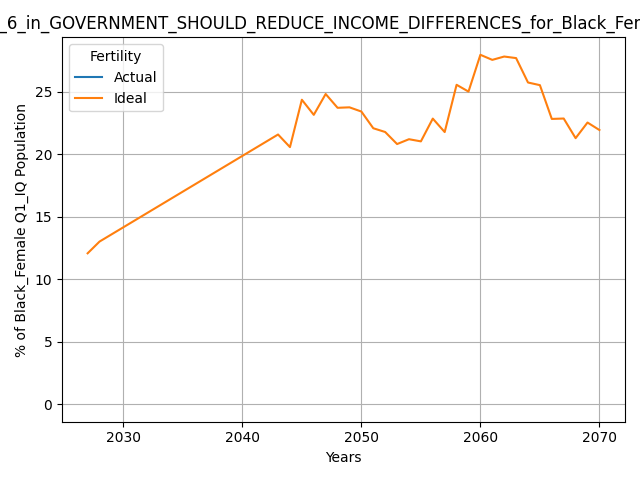 _6_in_GOVERNMENT_SHOULD_REDUCE_INCOME_DIFFERENCES_for_Black_Fem
Fertility
Actual
Ideal
% of Black_Female Q1_IQ Population
25
20
15
10
5
0
2030 2040 2050 2060 2070
Years